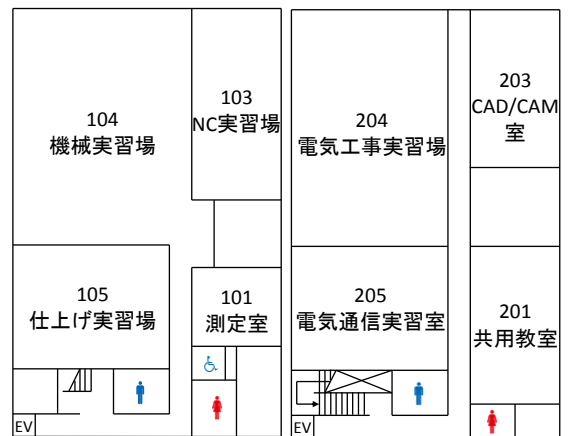 104
機械実習場
103
NC実習場
105
仕上げ実習場
101
測定室
EV
204
電気工事実習場
203
CAD/CAM
室
205
電気通信実習室
201
共用教室
EV